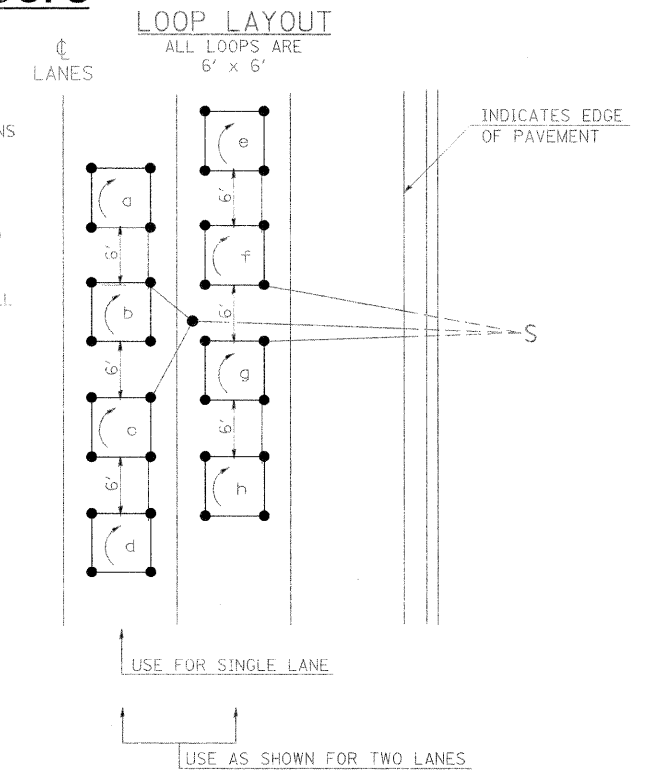 LOOP LAYOUT
ALL LOOPS ARE
6' x 6'
℄
LANES
NS
INDICATES EDGE
OF PAVEMENT
e
a
6'
6'
f
b
6'
S
6'
g
c
6'
6'
h
d
USE FOR SINGLE LANE
USE AS SHOWN FOR TWO LANES